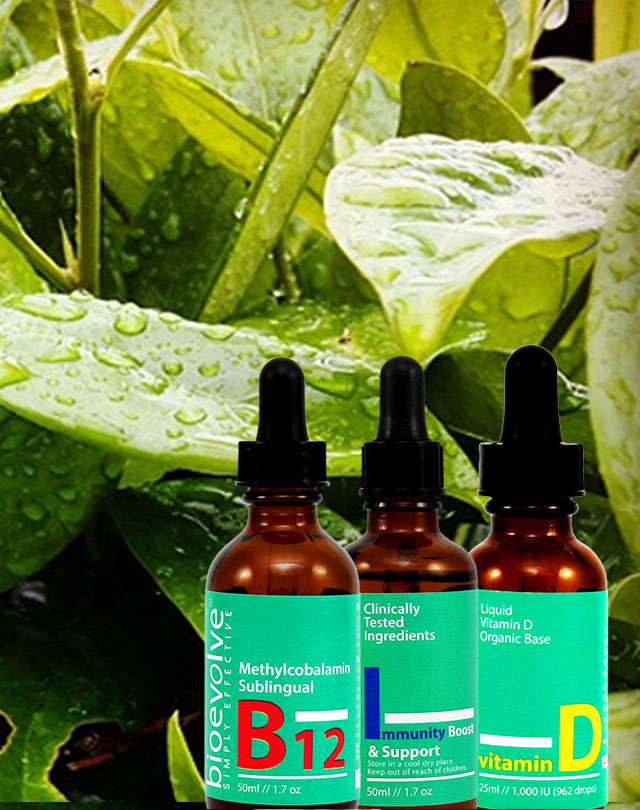 bioevolve
SIMPLY EFFECTIVE
Methylcobalamin
Sublingual
B12
50ml // 1.7 oz
Clinically
Tested
Ingredients
Immunity Boost
& Support
Store in a cool dry place.
Keep out of reach of children.
50ml // 1.7 oz
Liquid
Vitamin D
Organic Base
vitamin D
25ml // 1,000 IU (962 drops)